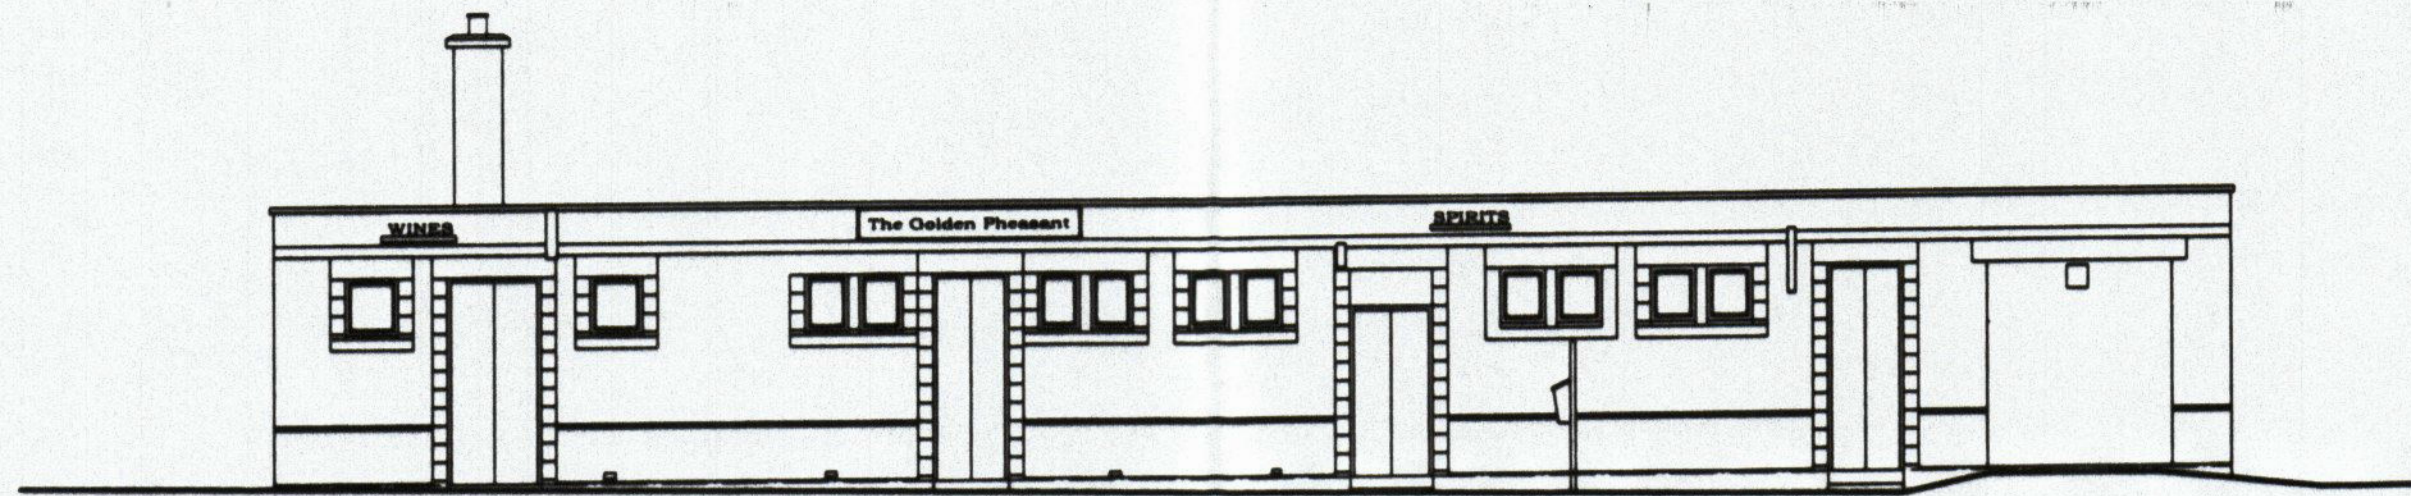 WINES
The Golden Pheasant
SPIRITS